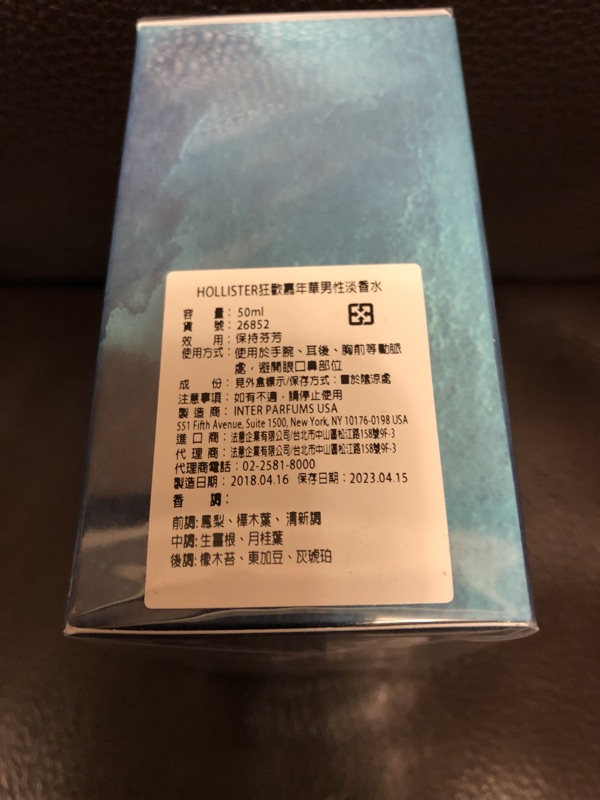 HOLLISTER狂歡嘉年華男性淡香水
容 量：50ml
貨 號：26852
效 用：保持芬芳
使用方式：使用於手腕、耳後、胸前等動脈
處，避開眼口鼻部位
成 份：見外盒標示/保存方式：置於陰涼處
注意事項：如有不適，請停止使用
製 造 商：INTER PARFUMS USA
551 Fifth Avenue, Suite 1500, New York, NY 10176-0198 USA
進 口 商：法意企業有限公司/台北市中山區松江路158號9F-3
代 理 商：法意企業有限公司/台北市中山區松江路158號9F-3
代理商電話：02-2581-8000
製造日期：2018.04.16 保存日期：2023.04.15
香 調：
前調:鳳梨、樺木葉、清新調
中調:生薑根、月桂葉
後調:橡木苔、東加豆、灰琥珀